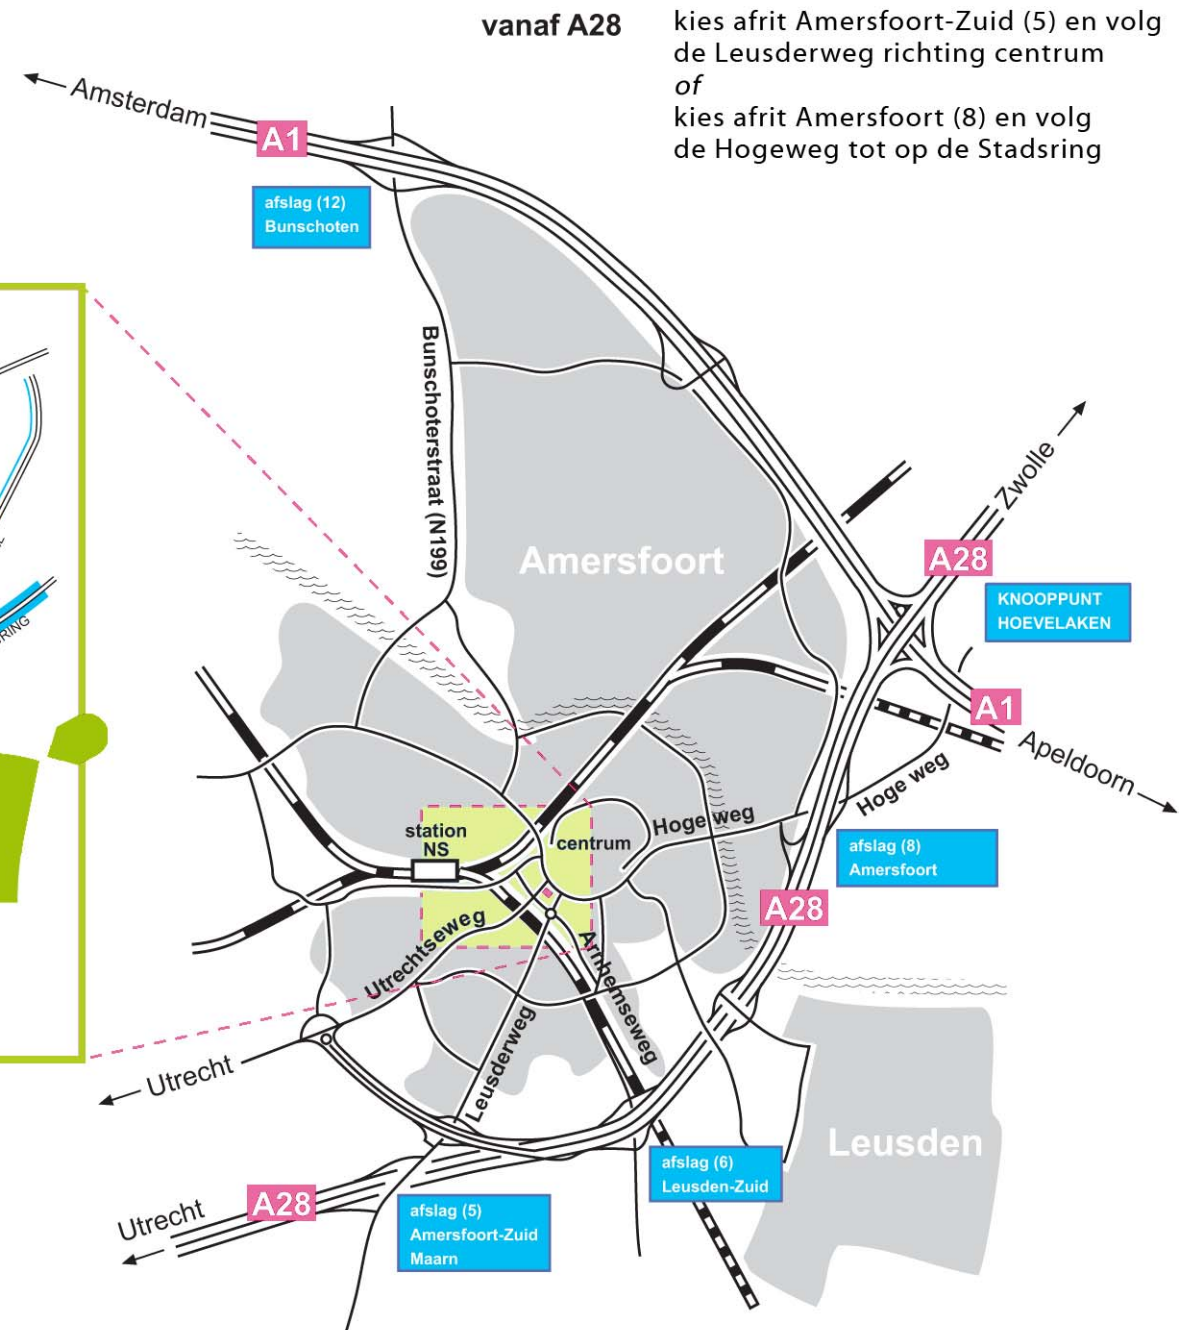 vanaf A28
kies afrit Amersfoort-Zuid (5) en volg
de Leusderweg richting centrum
of
kies afrit Amersfoort (8) en volg
de Hogeweg tot op de Stadsring
Amsterdam
A1
afslag (12)
Bunschoten
Bunschoterstraat (N199)
Zwolle
Amersfoort
A28
KNOOPPUNT
HOEVELAKEN
RING
A1
Apeldoorn
Hoge weg
station
NS
centrum
Hoge weg
afslag (8)
Amersfoort
A28
Utrechtseweg
Arnhemseweg
Leusderweg
Utrecht
Leusden
afslag (6)
Leusden-Zuid
Utrecht
A28
afslag (5)
Amersfoort-Zuid
Maarn